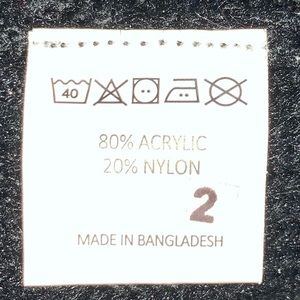 40
80% ACRYLIC
20% NYLON
2
MADE IN BANGLADESH